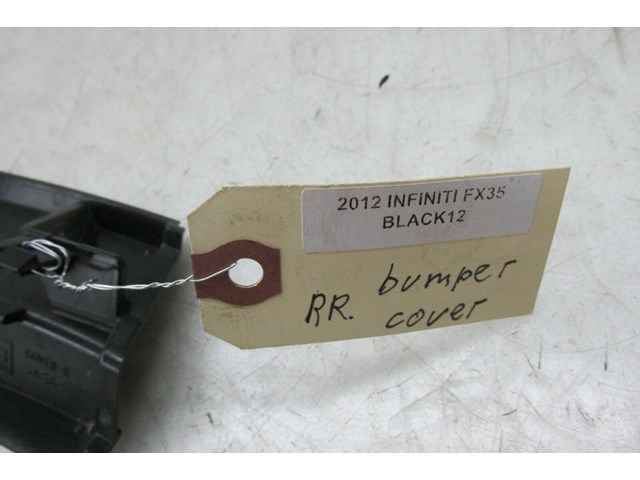 2012 INFINITI FX35
BLACK12
RR. bumper
cover